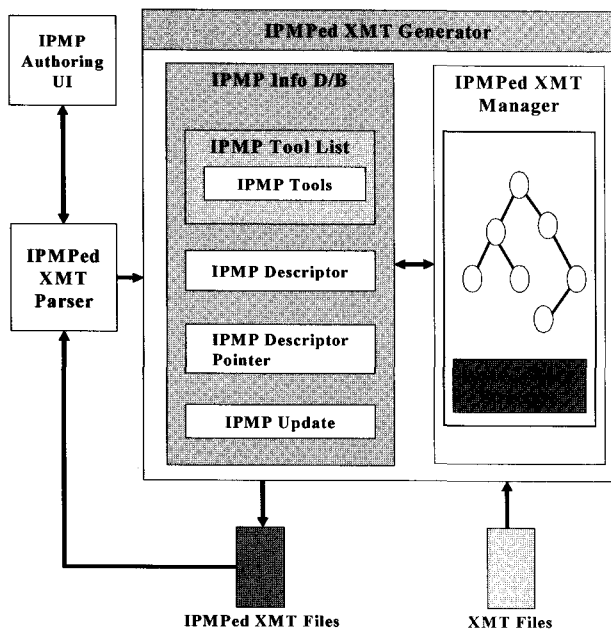 IPMP
Authoring
UI
IPMPed XMT Generator
IPMP Info D/B
IPMP Tool List
IPMP Tools
IPMP Descriptor
IPMP Descriptor
Pointer
IPMP Update
IPMPed XMT
Manager
IPMPed
XMT
Parser
IPMPed XMT Files
XMT Files